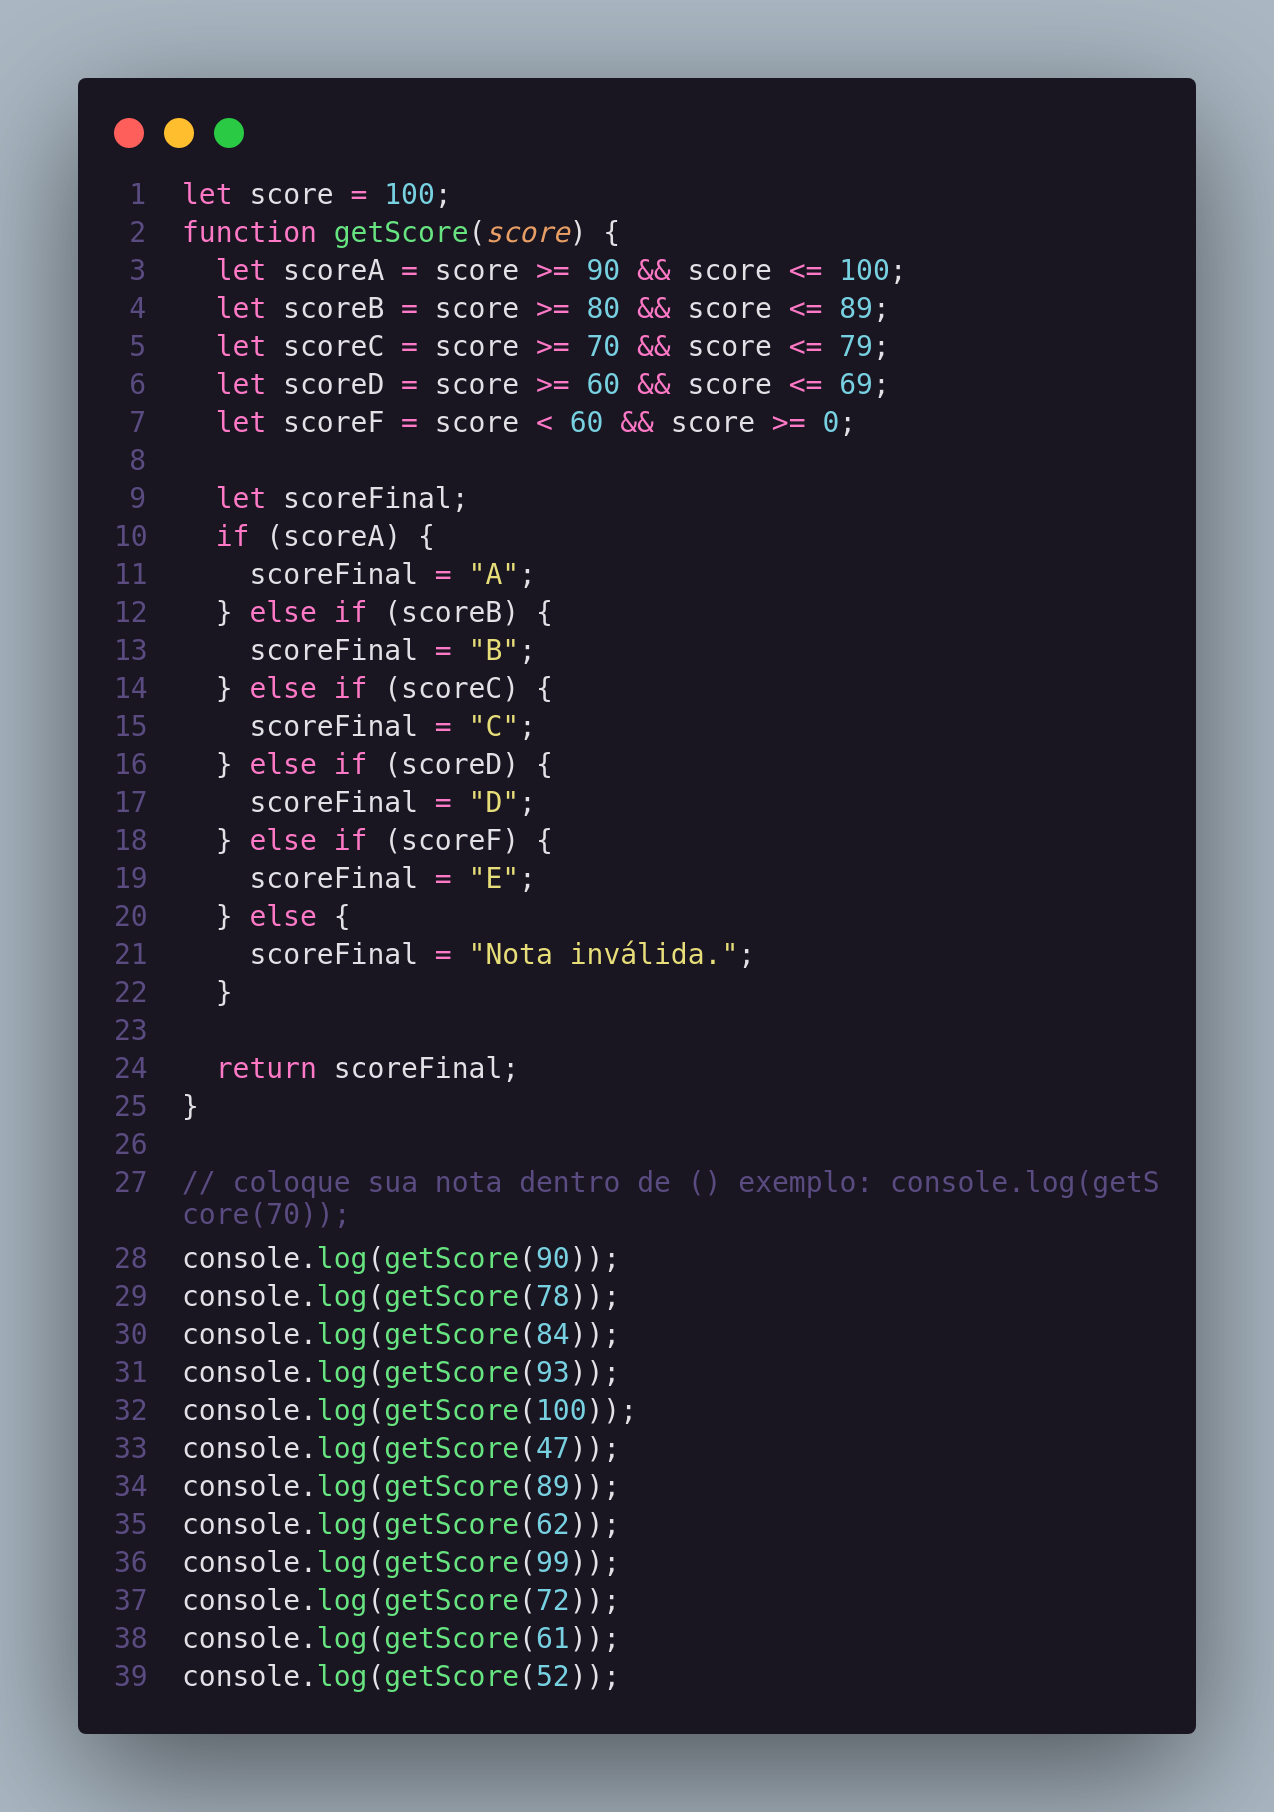 1 let score = 100;
2 function getScore(score) {
3   let scoreA = score >= 90 && score <= 100;
4   let scoreB = score >= 80 && score <= 89;
5   let scoreC = score >= 70 && score <= 79;
6   let scoreD = score >= 60 && score <= 69;
7   let scoreF = score < 60 && score >= 0;
8
9   let scoreFinal;
10   if (scoreA) {
11     scoreFinal = "A";
12   } else if (scoreB) {
13     scoreFinal = "B";
14   } else if (scoreC) {
15     scoreFinal = "C";
16   } else if (scoreD) {
17     scoreFinal = "D";
18   } else if (scoreF) {
19     scoreFinal = "E";
20   } else {
21     scoreFinal = "Nota inválida.";
22   }
23
24   return scoreFinal;
25 }
26
27 // coloque sua nota dentro de () exemplo: console.log(getS
core(70));
28 console.log(getScore(90));
29 console.log(getScore(78));
30 console.log(getScore(84));
31 console.log(getScore(93));
32 console.log(getScore(100));
33 console.log(getScore(47));
34 console.log(getScore(89));
35 console.log(getScore(62));
36 console.log(getScore(99));
37 console.log(getScore(72));
38 console.log(getScore(61));
39 console.log(getScore(52));